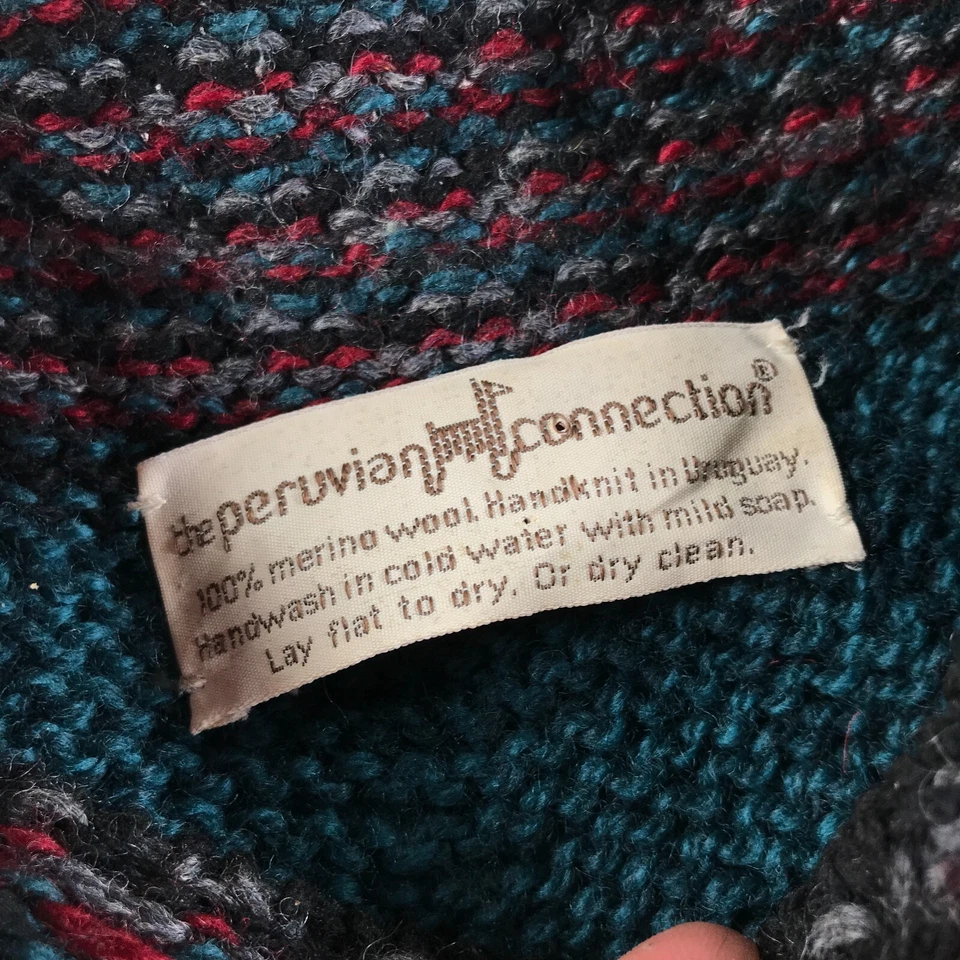 the peruvian connection®
100% merino wool. Handknit in Uruguay.
Handwash in cold water with mild soap.
Lay flat to dry. Or dry clean.